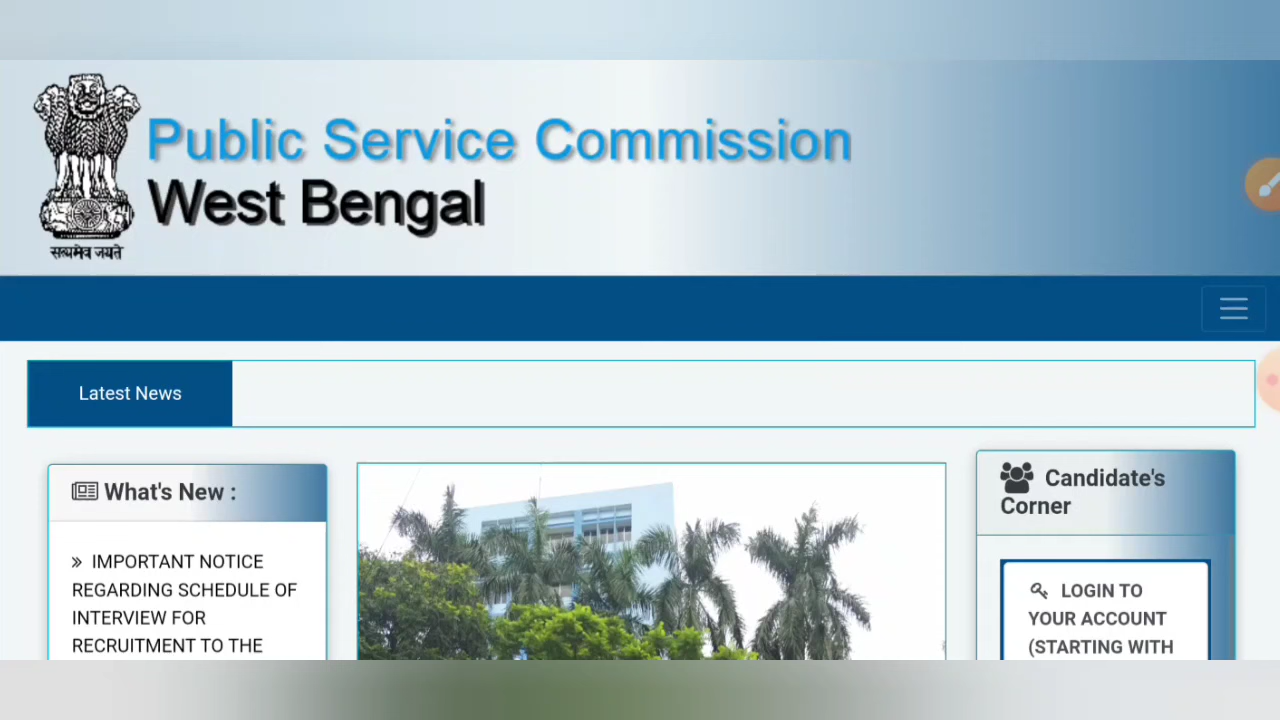 Public Service Commission
West Bengal
सत्यमेव जयते
Latest News
What's New :
IMPORTANT NOTICE
REGARDING SCHEDULE OF
INTERVIEW FOR
RECRUITMENT TO THE
Candidate's
Corner
LOGIN TO
YOUR ACCOUNT
(STARTING WITH